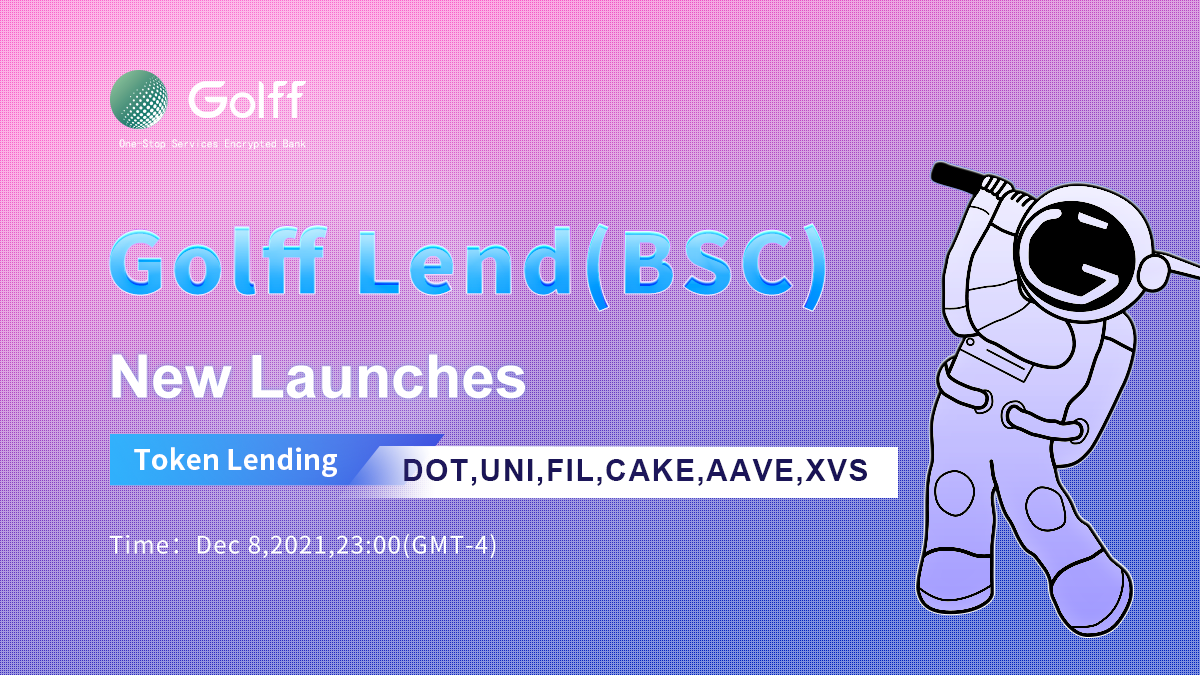 Golff
One-Stop Services Encrypted Bank
Golff Lend(BSC)
New Launches
Token Lending
DOT,UNI,FIL,CAKE,AAVE,XVS
Time：Dec 8,2021,23:00(GMT-4)